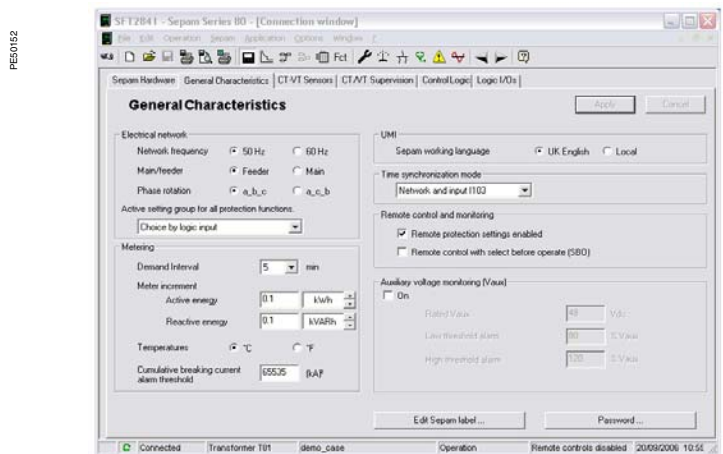 PE50152
SFT2841 - Sepam Series 80 - [Connection window]
File Edit Operation Sepam Application Options Window ?
Fct
Sepam Hardware General Characteristics CT-VT Sensors CT/VT Supervision Control Logic Logic I/Os
General Characteristics
Apply Cancel
Electrical network
Network frequency 50 Hz 60 Hz
Main/feeder Feeder Main
Phase rotation a_b_c a_c_b
Active setting group for all protection functions.
Choice by logic input
Metering
Demand Interval 5 min
Meter increment
Active energy 0.1 kWh
Reactive energy 0.1 kVARh
Temperatures °C °F
Cumulative breaking current 65535 (kA)²
alarm threshold
UMI
Sepam working language UK English Local
Time synchronization mode
Network and input I103
Remote control and monitoring
Remote protection settings enabled
Remote control with select before operate (SBO)
Auxiliary voltage monitoring (Vaux)
On
Rated Vaux 48 Vdc
Low threshold alarm 80 % Vaux
High threshold alarm 120 % Vaux
Edit Sepam label ... Password ...
Connected Transformer T01 demo_case Operation Remote controls disabled 20/09/2006 10:55